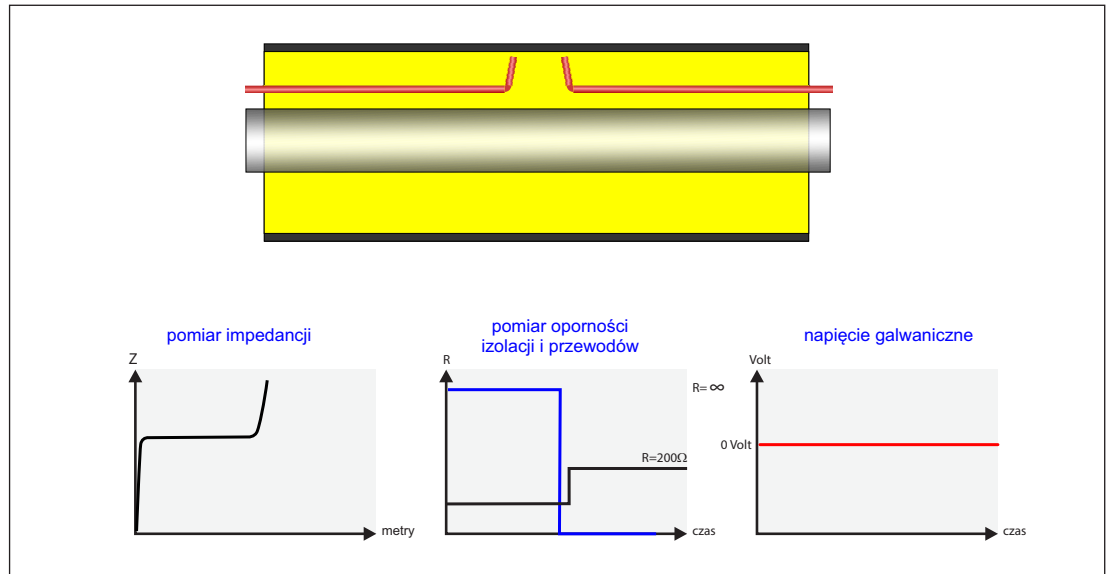 pomiar impedancji
Z
metry
pomiar oporności
izolacji i przewodów
R
R= ∞
R=200Ω
czas
napięcie galwaniczne
Volt
0 Volt
czas